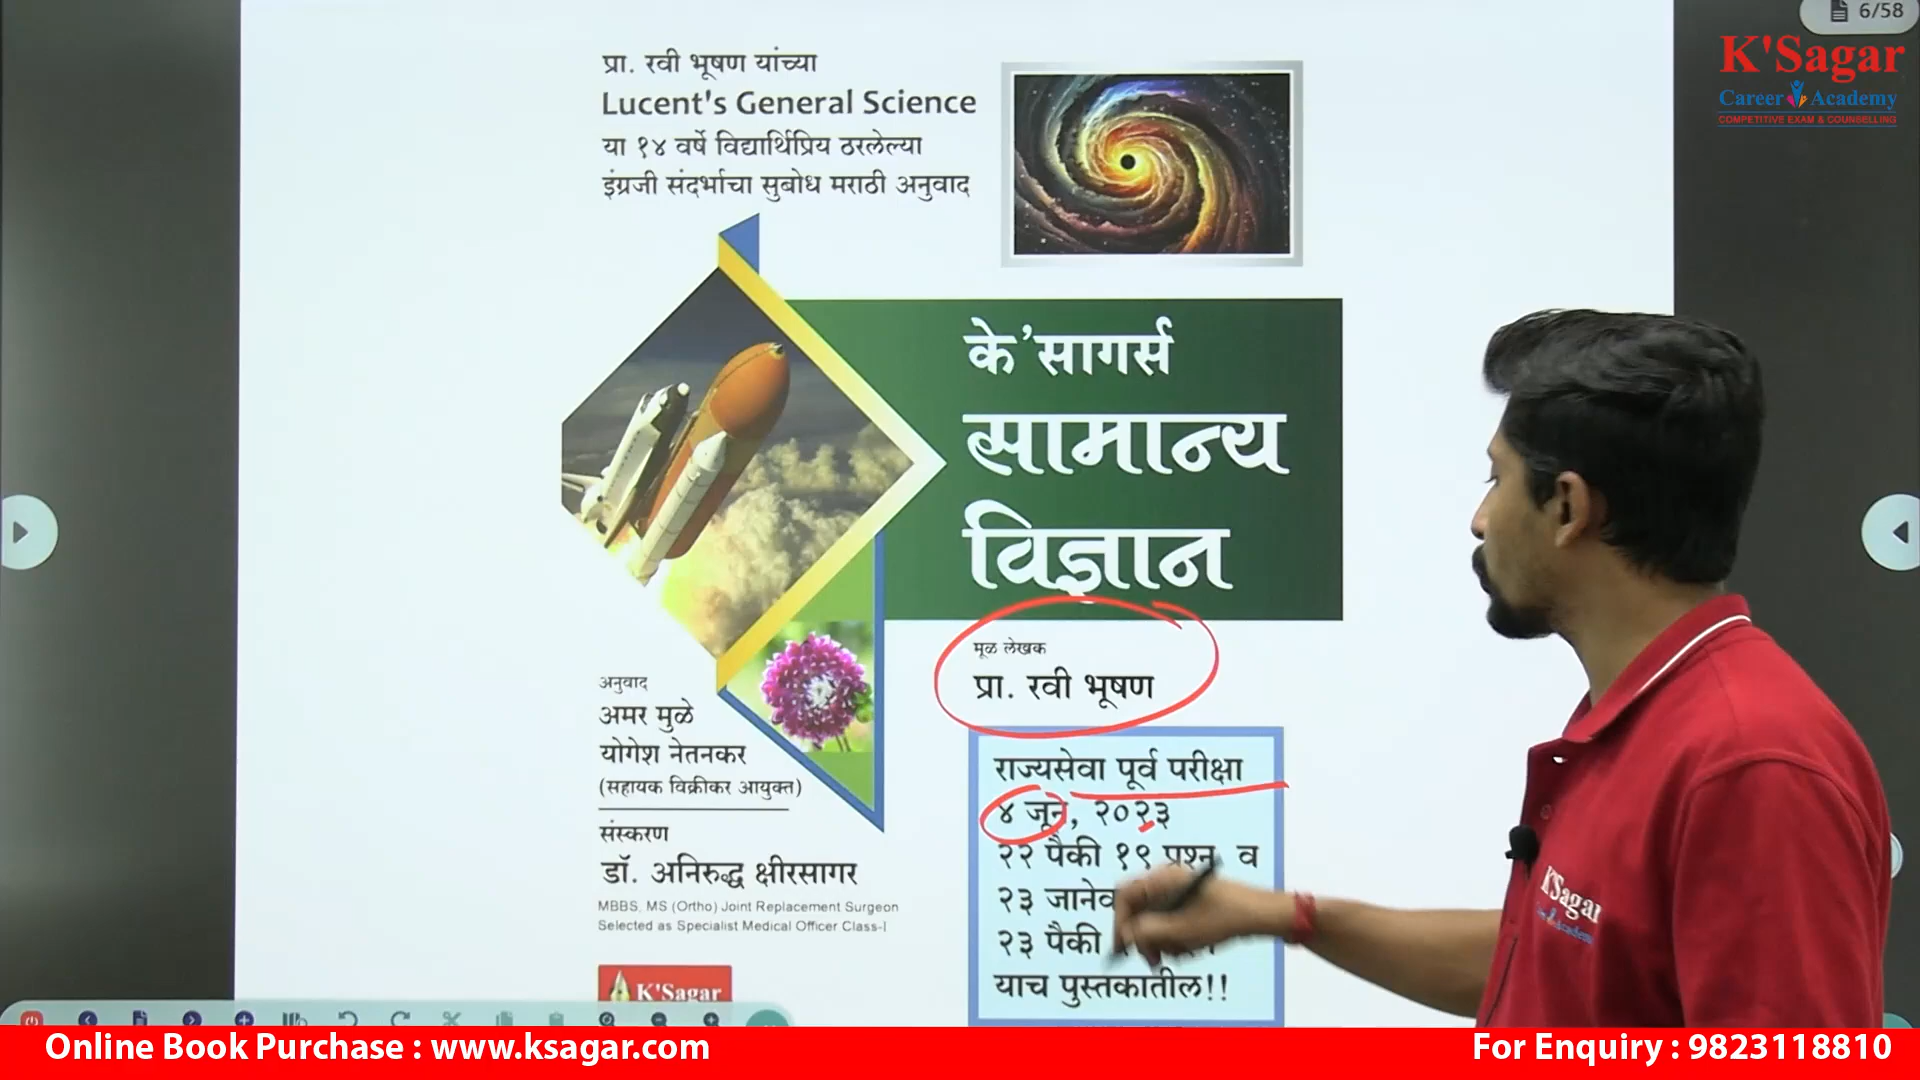 6/58
K'Sagar
Career Academy
COMPETITIVE EXAM & COUNSELLING
प्रा. रवी भूषण यांच्या
Lucent's General Science
या १४ वर्षे विद्यार्थिप्रिय ठरलेल्या
इंग्रजी संदर्भाचा सुबोध मराठी अनुवाद
के'सागर्स
सामान्य
विज्ञान
मूळ लेखक
प्रा. रवी भूषण
अनुवाद
अमर मुळे
योगेश नेतनकर
(सहायक विक्रीकर आयुक्त)
संस्करण
डॉ. अनिरुद्ध क्षीरसागर
MBBS, MS (Ortho) Joint Replacement Surgeon
Selected as Specialist Medical Officer Class-I
K'Sagar
राज्यसेवा पूर्व परीक्षा
४ जून, २०२३
२२ पैकी १९ प्रश्न व
२३
२३ पैकी
याच पुस्तकातील!!
K'Sagar
Online Book Purchase : www.ksagar.com
For Enquiry : 9823118810